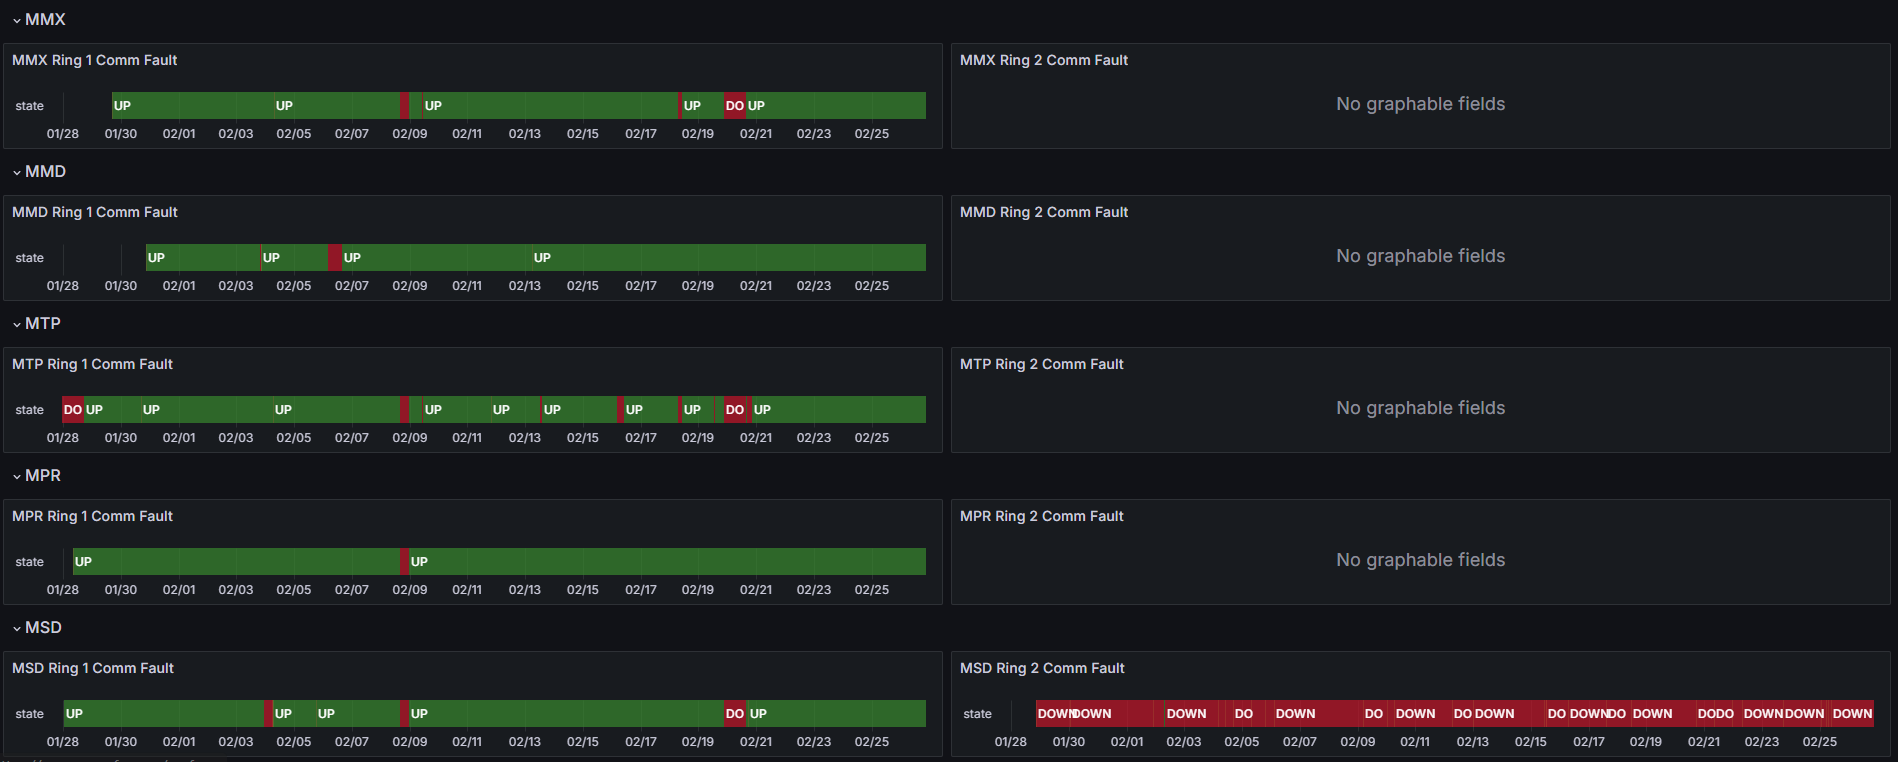 MMX
MMX Ring 1 Comm Fault
state
UP UP UP UP DO UP
01/28 01/30 02/01 02/03 02/05 02/07 02/09 02/11 02/13 02/15 02/17 02/19 02/21 02/23 02/25
MMX Ring 2 Comm Fault
No graphable fields
MMD
MMD Ring 1 Comm Fault
state
UP UP UP UP
01/28 01/30 02/01 02/03 02/05 02/07 02/09 02/11 02/13 02/15 02/17 02/19 02/21 02/23 02/25
MMD Ring 2 Comm Fault
No graphable fields
MTP
MTP Ring 1 Comm Fault
state
DO UP UP UP UP UP UP UP UP DO UP
01/28 01/30 02/01 02/03 02/05 02/07 02/09 02/11 02/13 02/15 02/17 02/19 02/21 02/23 02/25
MTP Ring 2 Comm Fault
No graphable fields
MPR
MPR Ring 1 Comm Fault
state
UP UP
01/28 01/30 02/01 02/03 02/05 02/07 02/09 02/11 02/13 02/15 02/17 02/19 02/21 02/23 02/25
MPR Ring 2 Comm Fault
No graphable fields
MSD
MSD Ring 1 Comm Fault
state
UP UP UP UP DO UP
01/28 01/30 02/01 02/03 02/05 02/07 02/09 02/11 02/13 02/15 02/17 02/19 02/21 02/23 02/25
MSD Ring 2 Comm Fault
state
DOWN DOWN DOWN DO DOWN DO DOWN DO DOWN DO DOWN DO DOWN DO DO DOWN DOWN DOWN
01/28 01/30 02/01 02/03 02/05 02/07 02/09 02/11 02/13 02/15 02/17 02/19 02/21 02/23 02/25